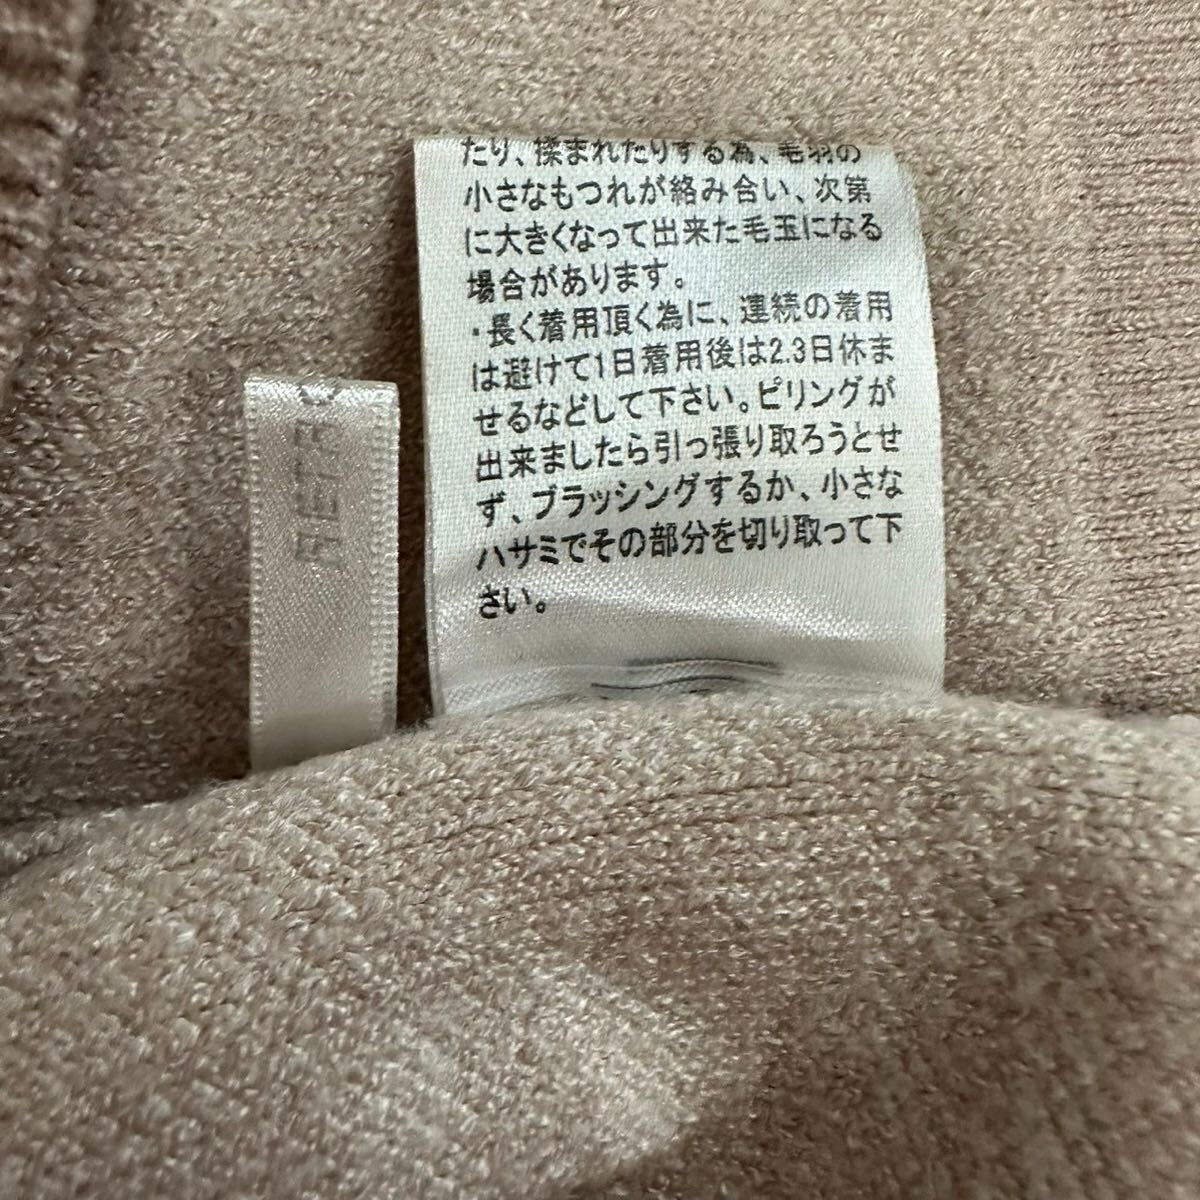 たり、揉まれたりする為、毛羽の
小さなもつれが絡み合い、次第
に大きくなって出来た毛玉になる
場合があります。
・長く着用頂く為に、連続の着用
は避けて1日着用後は2.3日休ま
せるなどして下さい。ピリングが
出来ましたら引っ張り取ろうとせ
ず、ブラッシングするか、小さな
ハサミでその部分を切り取って下
さい。